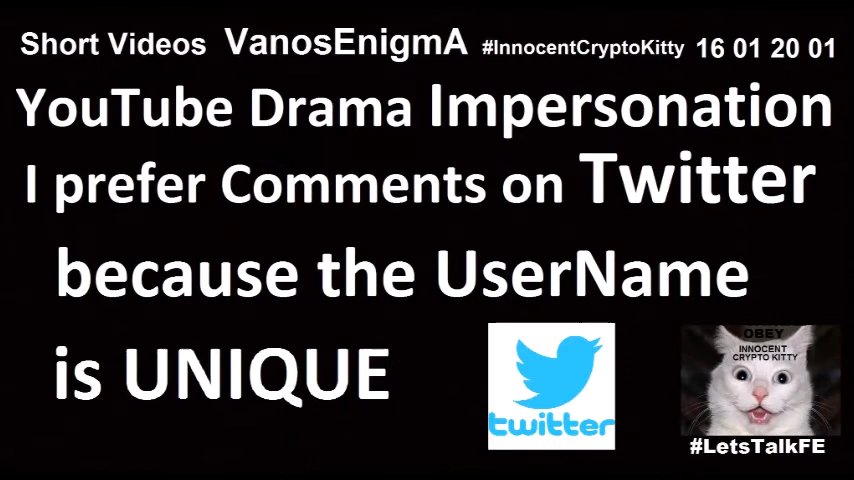 Short Videos VanosEnigmA #InnocentCryptoKitty 16 01 20 01
YouTube Drama Impersonation
I prefer Comments on Twitter
because the UserName
is UNIQUE
twitter
OBEY
INNOCENT
CRYPTO KITTY
#LetsTalkFE